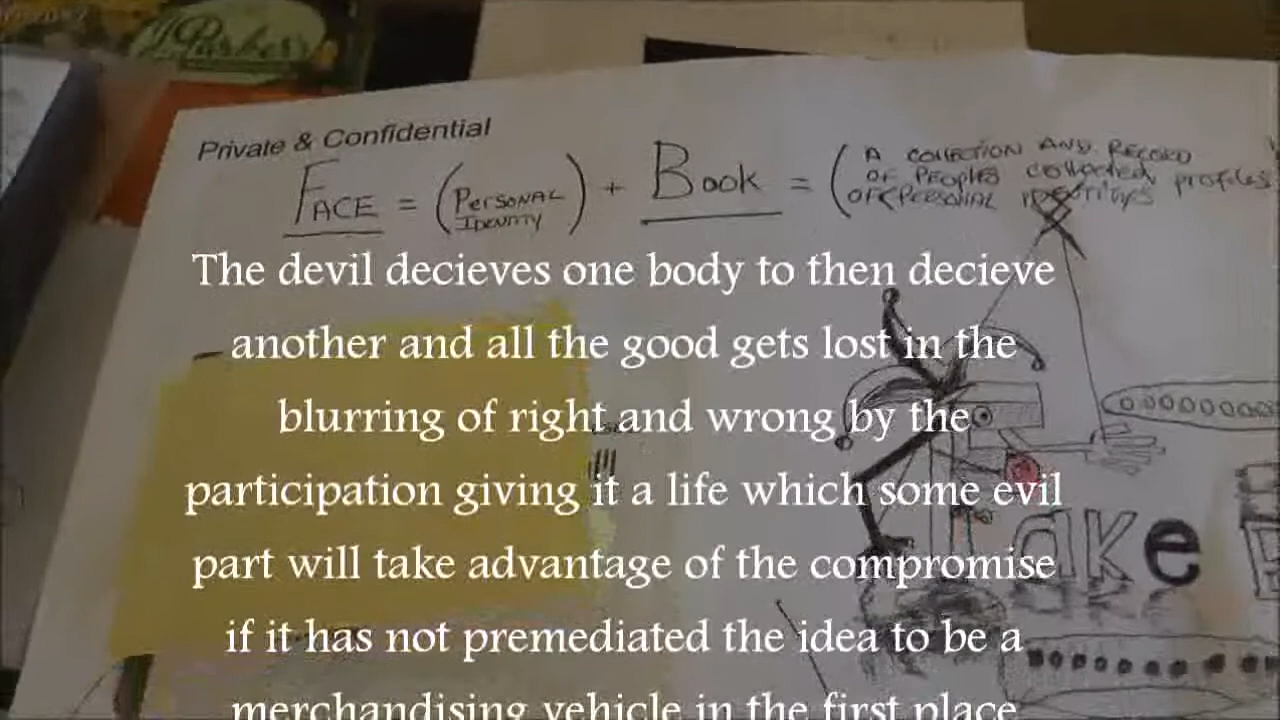 J. Parker's
Private & Confidential
FACE = (PERSONAL IDENTITY) + BOOK = (A COLLECTION AND RECORD
OF PEOPLES COLLECTED PROFILES
OF PERSONAL
The devil decieves one body to then decieve
another and all the good gets lost in the
blurring of right and wrong by the
participation giving it a life which some evil
part will take advantage of the compromise
if it has not premediated the idea to be a
merchandising vehicle in the first place
ake